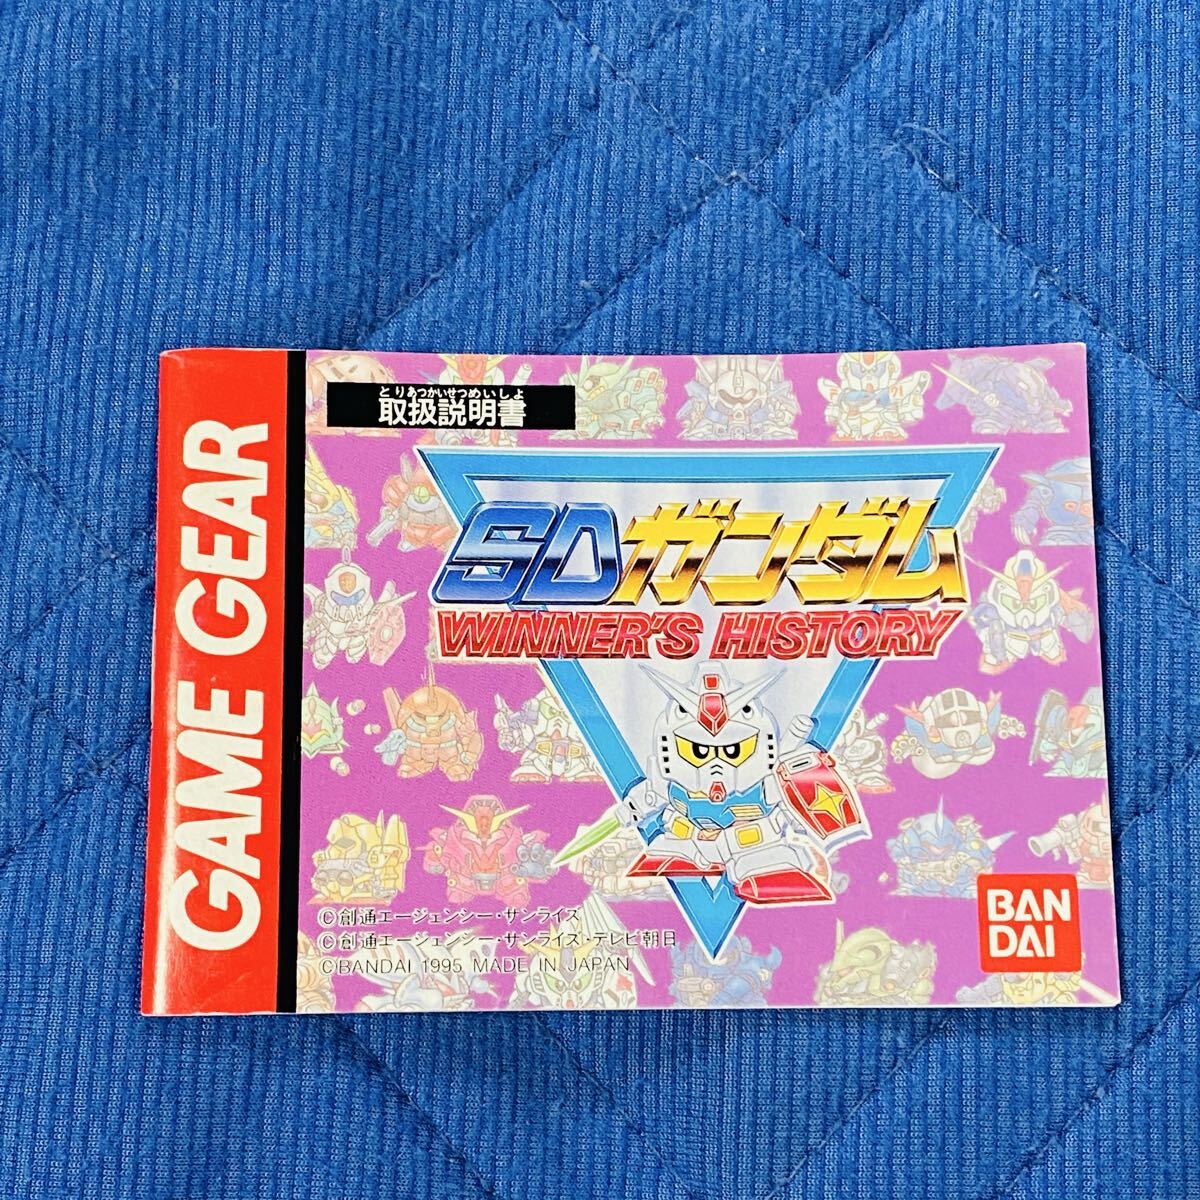 GAME GEAR
とりあつかいせつめいしょ
取扱説明書
SDガンダム
WINNER'S HISTORY
©創通エージェンシー・サンライズ
©創通エージェンシー・サンライズ・テレビ朝日
©BANDAI 1995 MADE IN JAPAN
BAN
DAI